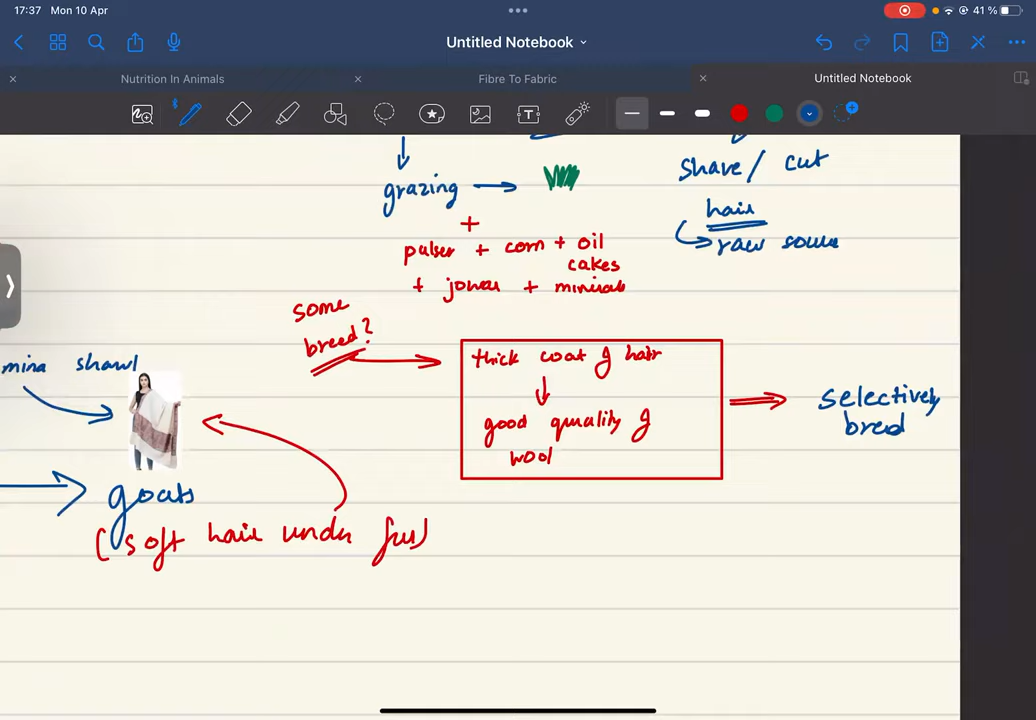 17:37 Mon 10 Apr
41 %
Untitled Notebook
Nutrition In Animals
Fibre To Fabric
Untitled Notebook
share / cut
hair
raw
grazing
+
pulses + corn + oil
cakes
+ jowar + minerals
some
breed?
thick coat of hair
good quality of
wool
selectively
breed
mina shawl
goats
(soft hair under fur)